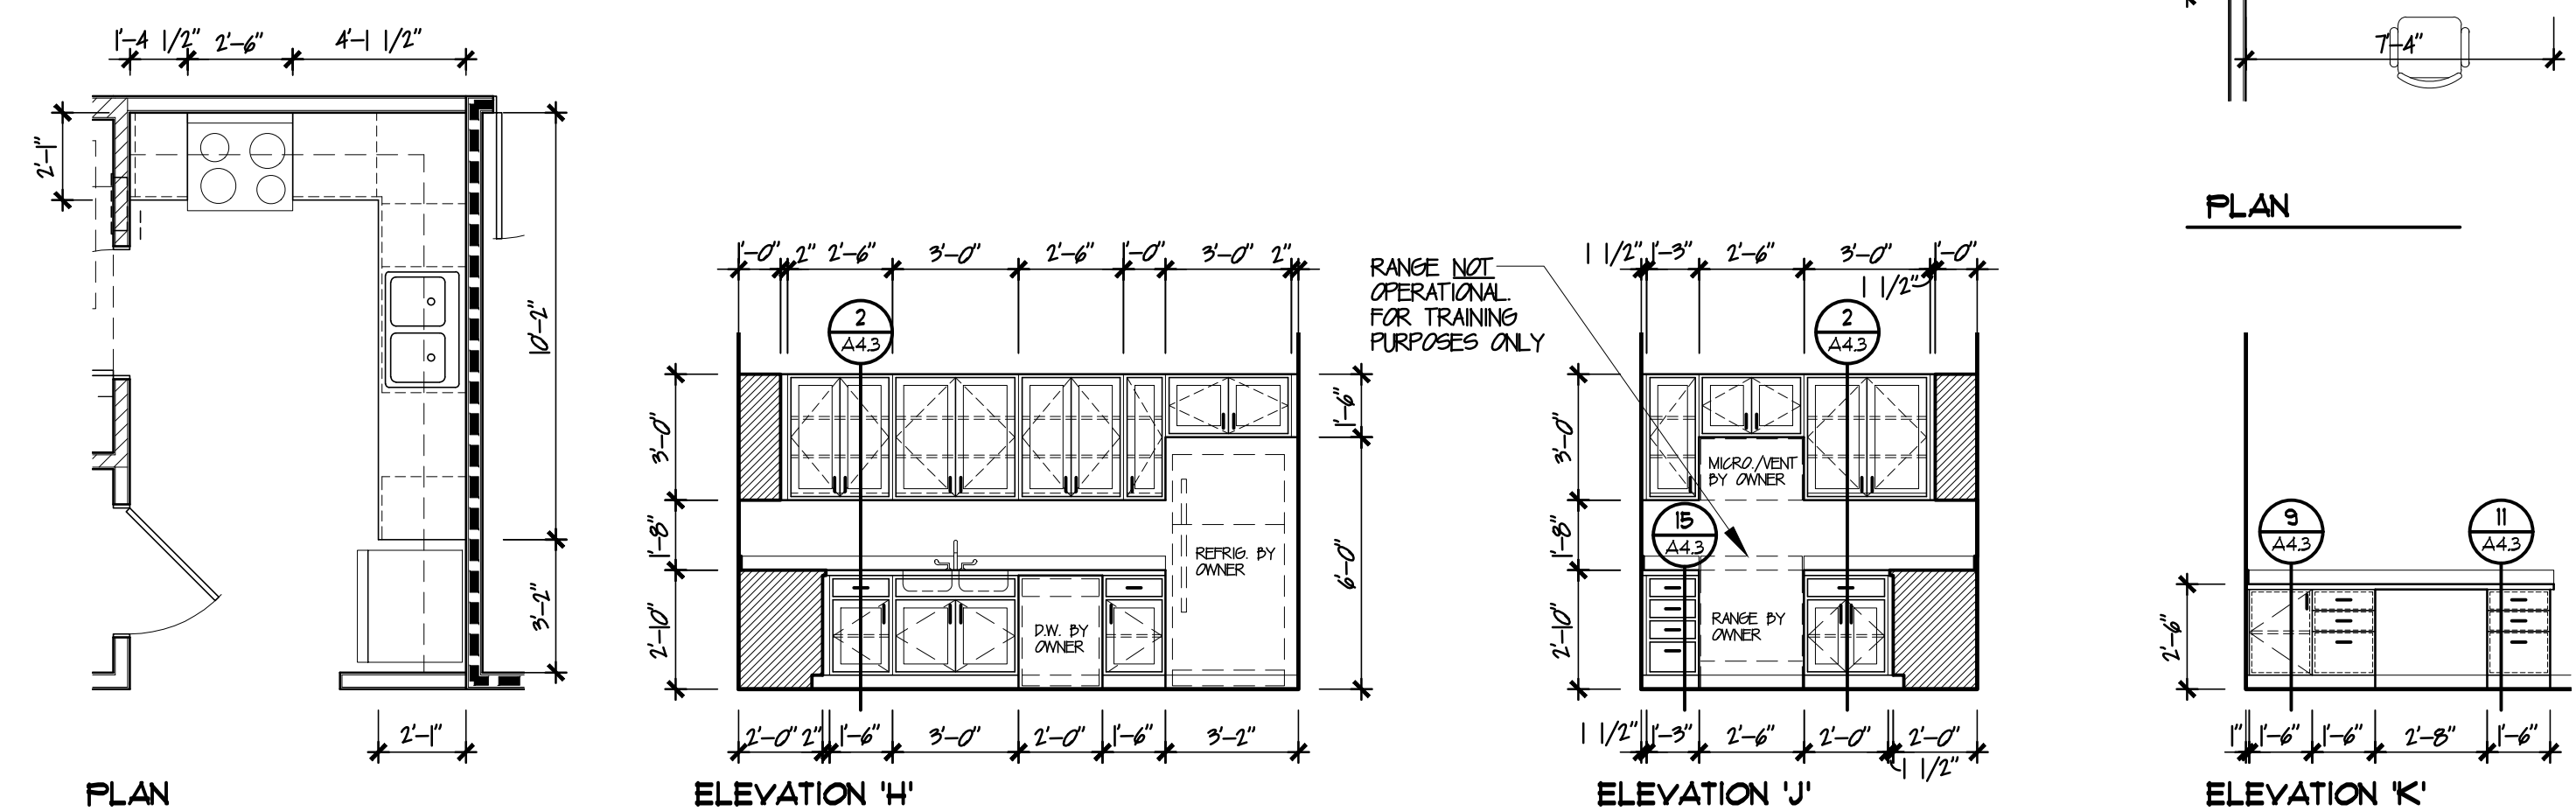 1'-4 1/2" 2'-6" 4'-1 1/2"
2'-1"
10'-2"
3'-2"
2'-1"
PLAN
1'-0" 2" 2'-6" 3'-0" 2'-6" 1'-0" 3'-0" 2"
2
A4.3
3'-0"
1'-8"
2'-10"
1'-6"
6'-0"
REFRIG. BY
OWNER
D.W. BY
OWNER
2'-0" 2" 1'-6" 3'-0" 2'-0" 1'-6" 3'-2"
ELEVATION 'H'
RANGE NOT
OPERATIONAL.
FOR TRAINING
PURPOSES ONLY
1 1/2" 1'-3" 2'-6" 3'-0" 1'-0"
1 1/2"
2
A4.3
3'-0"
1'-8"
2'-10"
MICRO./VENT
BY OWNER
15
A4.3
RANGE BY
OWNER
1 1/2" 1'-3" 2'-6" 2'-0" 2'-0"
1 1/2"
ELEVATION 'J'
7'-4"
PLAN
9
A4.3
11
A4.3
2'-6"
1" 1'-6" 1'-6" 2'-8" 1'-6"
ELEVATION 'K'